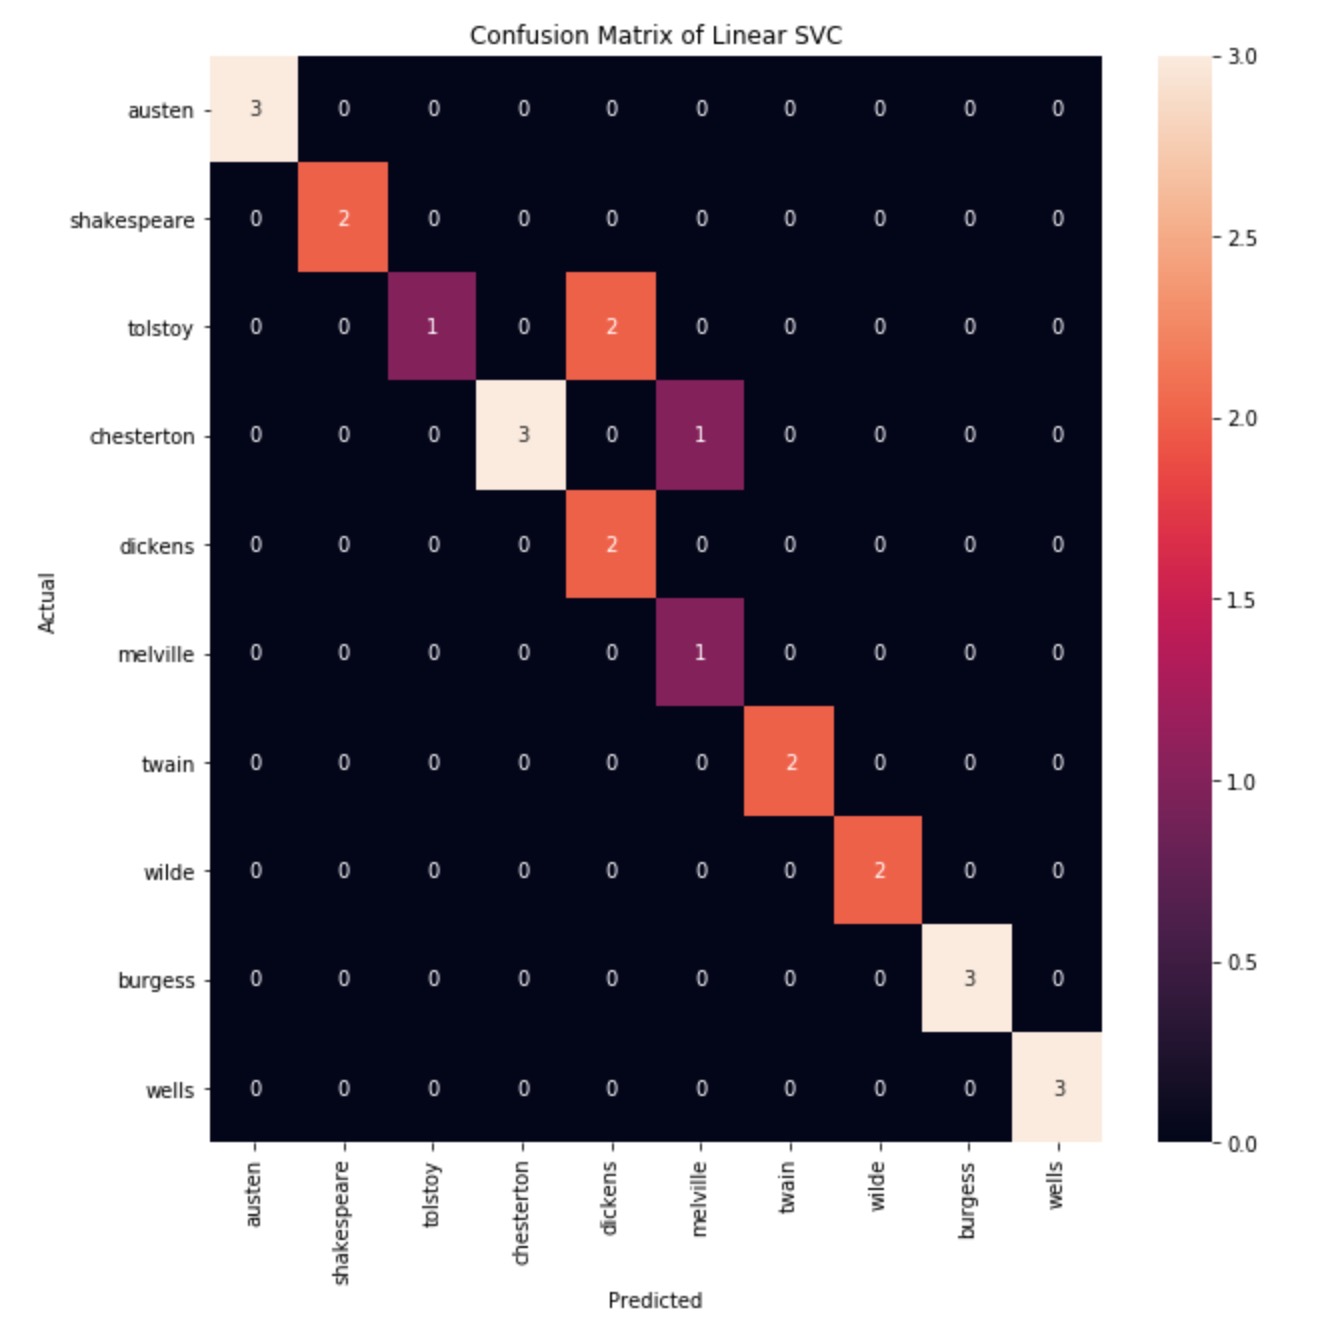 Confusion Matrix of Linear SVC
austen 3 0 0 0 0 0 0 0 0 0
shakespeare 0 2 0 0 0 0 0 0 0 0
tolstoy 0 0 1 0 2 0 0 0 0 0
chesterton 0 0 0 3 0 1 0 0 0 0
dickens 0 0 0 0 2 0 0 0 0 0
melville 0 0 0 0 0 1 0 0 0 0
twain 0 0 0 0 0 0 2 0 0 0
wilde 0 0 0 0 0 0 0 2 0 0
burgess 0 0 0 0 0 0 0 0 3 0
wells 0 0 0 0 0 0 0 0 0 3
Actual
austen shakespeare tolstoy chesterton dickens melville twain wilde burgess wells
Predicted
3.0
2.5
2.0
1.5
1.0
0.5
0.0